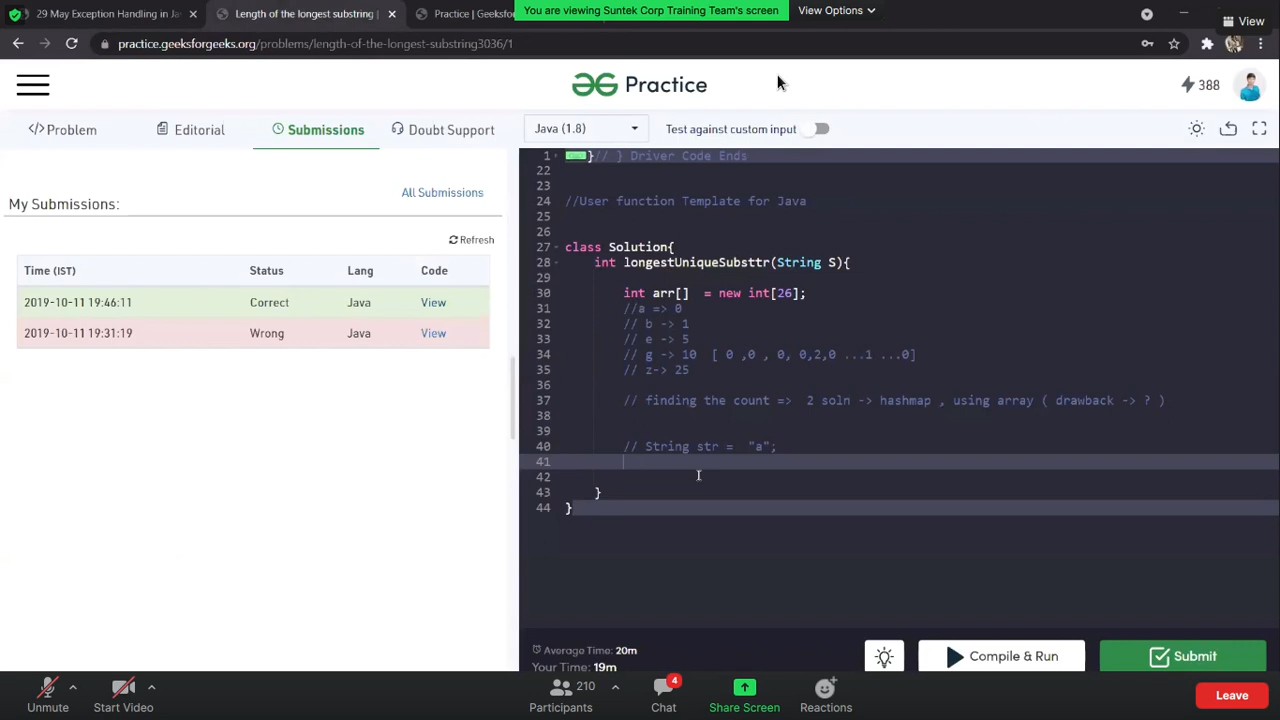 29 May Exception Handling in Ja
Length of the longest substring |
Practice | Geeksfor
You are viewing Suntek Corp Training Team's screen
View Options
View
practice.geeksforgeeks.org/problems/length-of-the-longest-substring3036/1
Practice
388
</>Problem
Editorial
Submissions
Doubt Support
Java (1.8)
Test against custom input
All Submissions
My Submissions:
Refresh
Time (IST) Status Lang Code
2019-10-11 19:46:11 Correct Java View
2019-10-11 19:31:19 Wrong Java View
1 }// } Driver Code Ends
22
23
24 //User function Template for Java
25
26
27 class Solution{
28 int longestUniqueSubsttr(String S){
29
30 int arr[]  = new int[26];
31 //a => 0
32 // b -> 1
33 // e -> 5
34 // g -> 10  [ 0 ,0 , 0, 0,2,0 ...1 ...0]
35 // z-> 25
36
37 // finding the count =>  2 soln -> hashmap , using array ( drawback -> ? )
38
39
40 // String str =  "a";
41
42
43 }
44 }
Average Time: 20m
Your Time: 19m
Compile & Run
Submit
Unmute
Start Video
210
Participants
4
Chat
Share Screen
Reactions
Leave